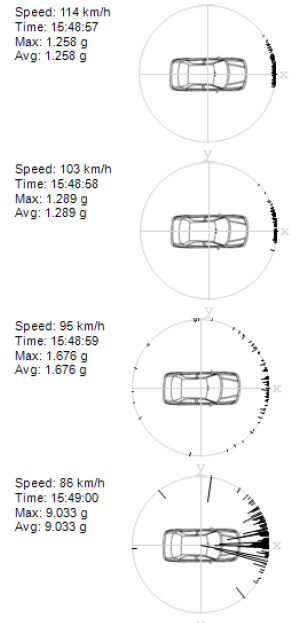 Speed: 114 km/h
Time: 15:48:57
Max: 1.258 g
Avg: 1.258 g
x
y
Speed: 103 km/h
Time: 15:48:58
Max: 1.289 g
Avg: 1.289 g
x
y
Speed: 95 km/h
Time: 15:48:59
Max: 1.676 g
Avg: 1.676 g
x
y
Speed: 86 km/h
Time: 15:49:00
Max: 9.033 g
Avg: 9.033 g
x